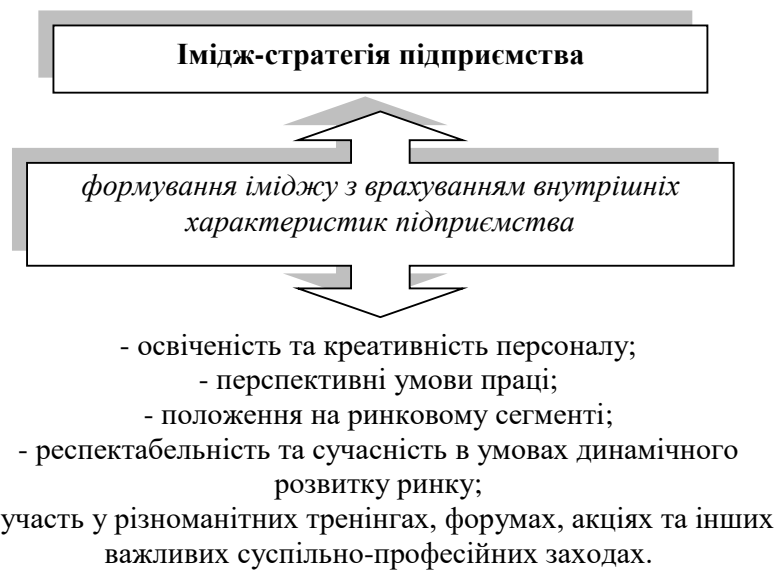 Імідж-стратегія підприємства
формування іміджу з врахуванням внутрішніх
характеристик підприємства
- освіченість та креативність персоналу;
- перспективні умови праці;
- положення на ринковому сегменті;
- респектабельність та сучасність в умовах динамічного
розвитку ринку;
участь у різноманітних тренінгах, форумах, акціях та інших
важливих суспільно-професійних заходах.